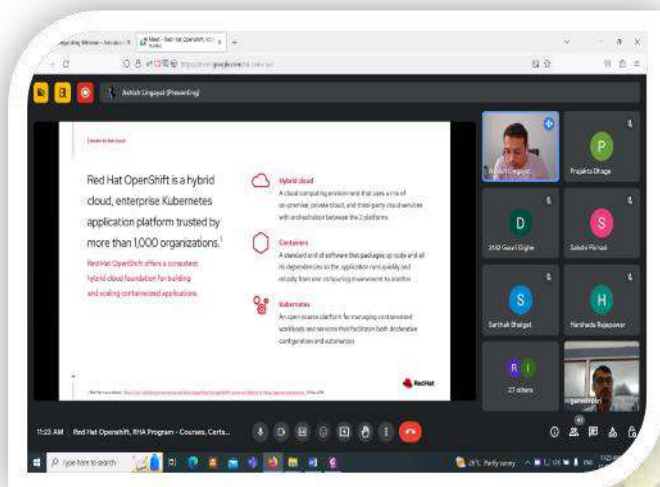 Ashish Lingayat (Presenting)
Red Hat OpenShift is a hybrid
cloud, enterprise Kubernetes
application platform trusted by
more than 1,000 organizations.¹
Red Hat OpenShift offers a consistent
hybrid cloud foundation for building
and scaling containerized applications.
Hybrid cloud
A cloud computing environment that uses a mix of
on-premise, private cloud, and third-party cloud services
with orchestration between the 2 platforms
Containers
A standard unit of software that packages up code and all
its dependencies so the application runs quickly and
reliably from one computing environment to another
Kubernetes
An open source platform for managing containerized
workloads and services that facilitates both declarative
configuration and automation
Red Hat
P
Prajakta Dhage
D
Gauri Dighe
S
Sakshi
S
Sarthak Bhalgat
H
Harshada Rajepawar
R I
27 others
11:23 AM | Red Hat Openshift, RHA Program - Courses, Certs...
Type here to search